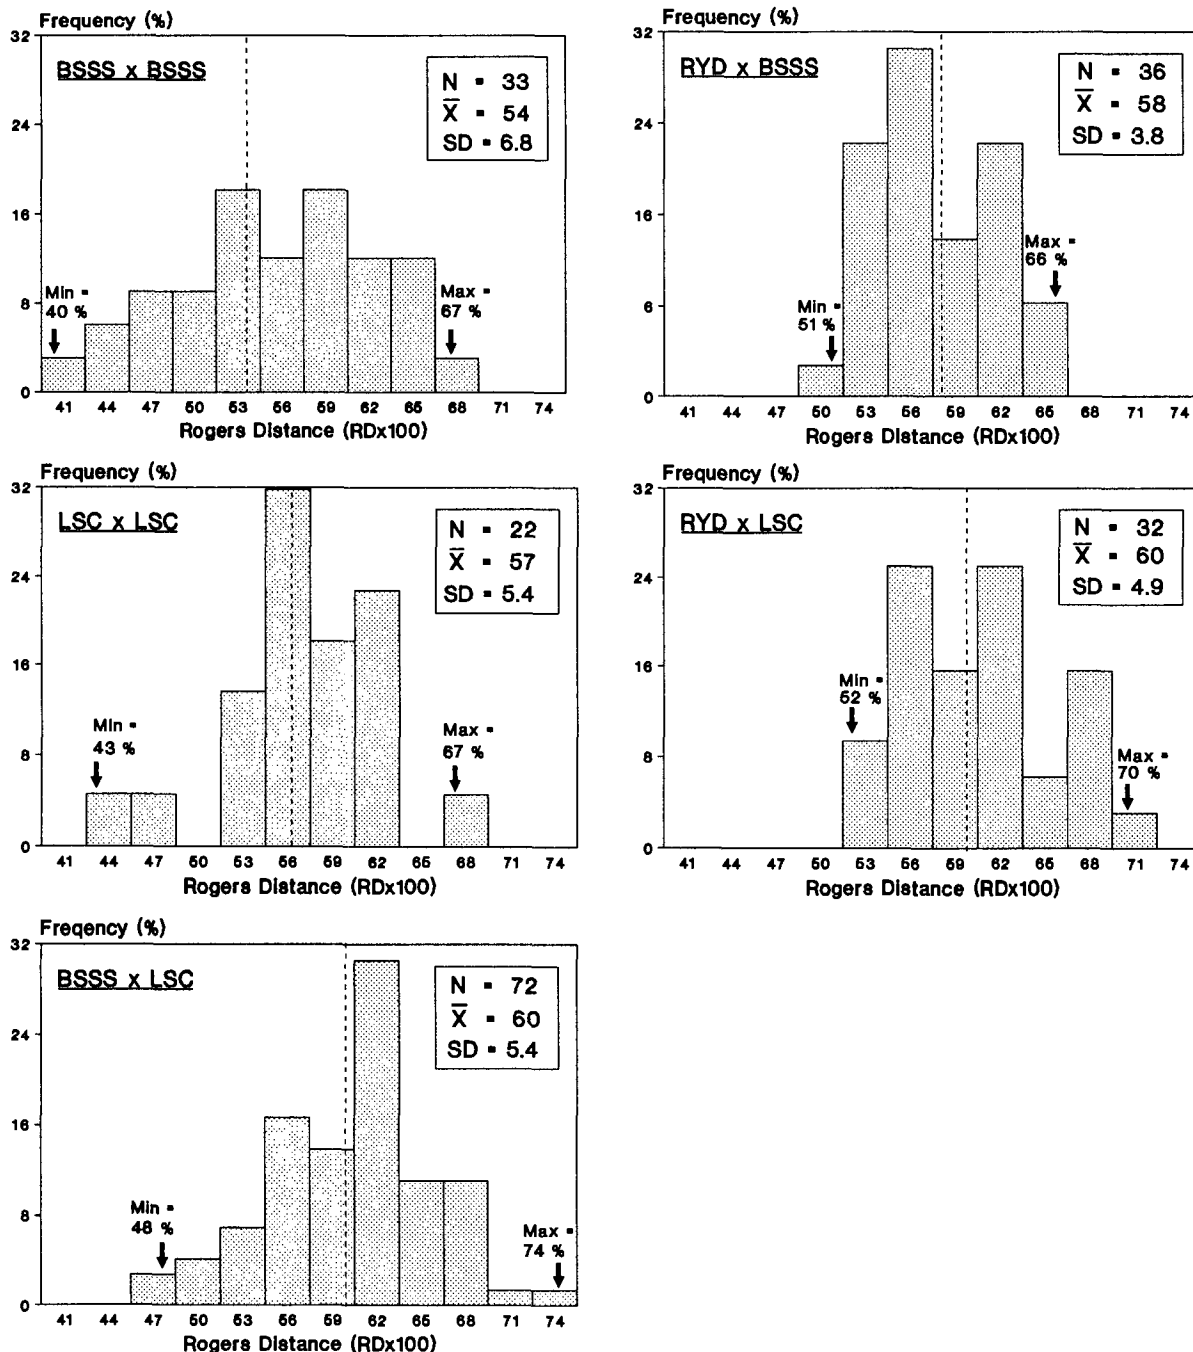 Frequency (%)
32
24
16
8
0
BSSS x BSSS
N = 33
X̄ = 54
SD = 6.8
Min =
40 %
Max =
67 %
41 44 47 50 53 56 59 62 65 68 71 74
Rogers Distance (RDx100)
Frequency (%)
32
24
16
6
0
RYD x BSSS
N = 36
X̄ = 58
SD = 3.8
Min =
51 %
Max =
66 %
41 44 47 50 53 56 59 62 65 68 71 74
Rogers Distance (RDx100)
Frequency (%)
32
24
16
8
0
LSC x LSC
N = 22
X̄ = 57
SD = 5.4
Min =
43 %
Max =
67 %
41 44 47 50 53 56 59 62 65 68 71 74
Rogers Distance (RDx100)
Frequency (%)
32
24
16
8
0
RYD x LSC
N = 32
X̄ = 60
SD = 4.9
Min =
52 %
Max =
70 %
41 44 47 50 53 56 59 62 65 68 71 74
Rogers Distance (RDx100)
Freqency (%)
32
24
16
8
0
BSSS x LSC
N = 72
X̄ = 60
SD = 5.4
Min =
48 %
Max =
74 %
41 44 47 50 53 56 59 62 65 68 71 74
Rogers Distance (RDx100)